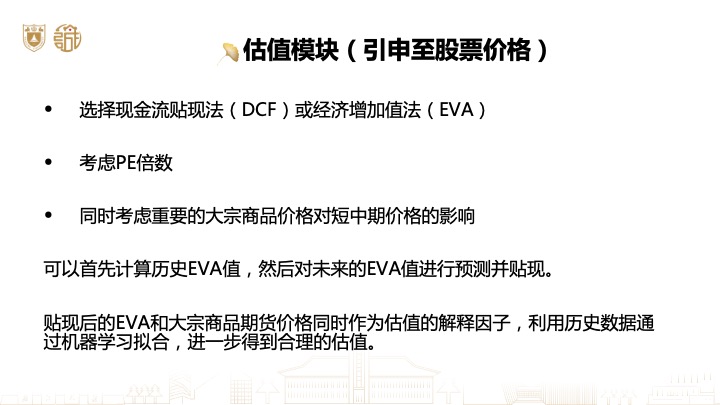 估值模块（引申至股票价格）
• 选择现金流贴现法（DCF）或经济增加值法（EVA）
• 考虑PE倍数
• 同时考虑重要的大宗商品价格对短中期价格的影响
可以首先计算历史EVA值，然后对未来的EVA值进行预测并贴现。
贴现后的EVA和大宗商品期货价格同时作为估值的解释因子，利用历史数据通
过机器学习拟合，进一步得到合理的估值。